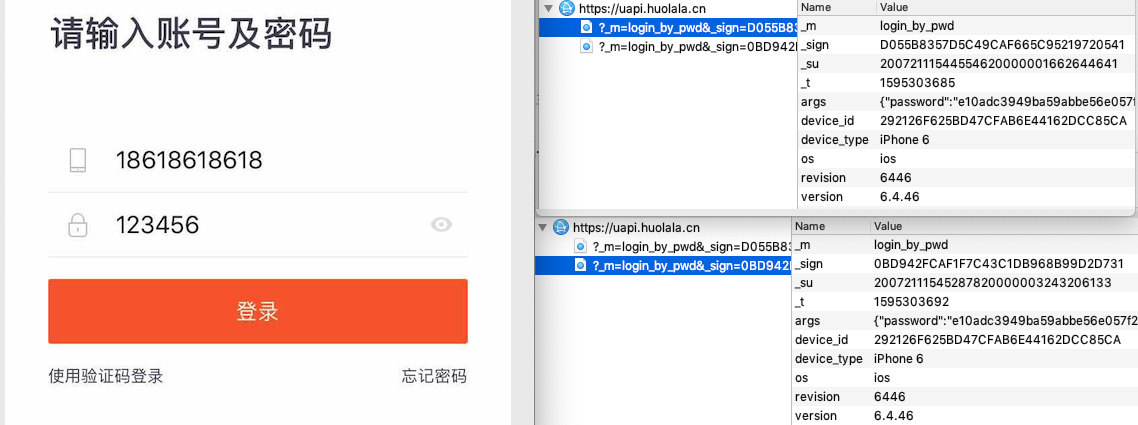 请输入账号及密码
18618618618
123456
登录
使用验证码登录 忘记密码
https://uapi.huolala.cn
?_m=login_by_pwd&_sign=D055B83
?_m=login_by_pwd&_sign=0BD942
Name Value
_m login_by_pwd
_sign D055B8357D5C49CAF665C95219720541
_su 20072111544554620000001662644641
_t 1595303685
args {"password":"e10adc3949ba59abbe56e057f
device_id 292126F625BD47CFAB6E44162DCC85CA
device_type iPhone 6
os ios
revision 6446
version 6.4.46
https://uapi.huolala.cn
?_m=login_by_pwd&_sign=D055B83
?_m=login_by_pwd&_sign=0BD942
Name Value
_m login_by_pwd
_sign 0BD942FCAF1F7C43C1DB968B99D2D731
_su 20072111545287820000003243206133
_t 1595303692
args {"password":"e10adc3949ba59abbe56e057f2
device_id 292126F625BD47CFAB6E44162DCC85CA
device_type iPhone 6
os ios
revision 6446
version 6.4.46